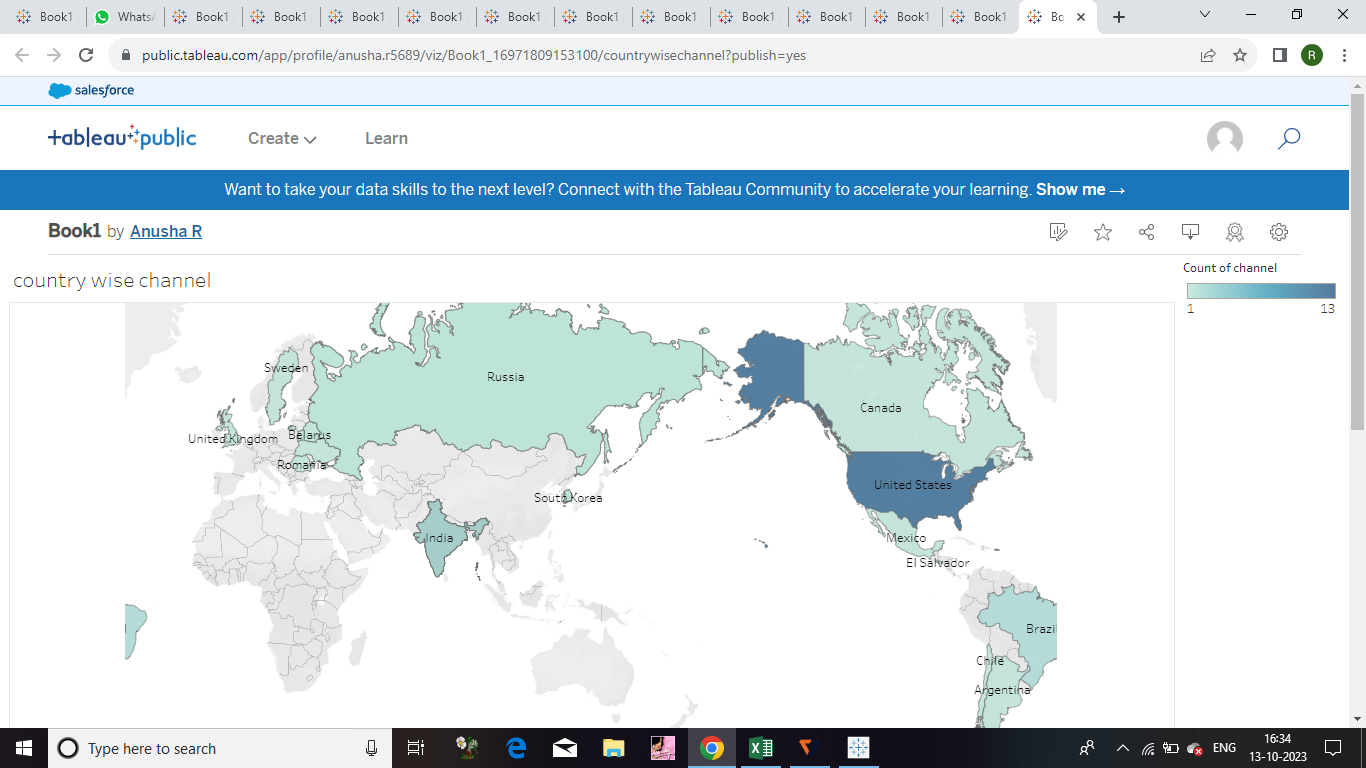 Book1 WhatsA Book1 Book1 Book1 Book1 Book1 Book1 Book1 Book1 Book1 Book1 Book1 Bo
public.tableau.com/app/profile/anusha.r5689/viz/Book1_16971809153100/countrywisechannel?publish=yes R
salesforce
tableau public Create Learn
Want to take your data skills to the next level? Connect with the Tableau Community to accelerate your learning. Show me →
Book1 by Anusha R
country wise channel
Count of channel
1 13
Sweden
Russia
Canada
United Kingdom
Belarus
Romania
United States
South Korea
India
Mexico
El Salvador
Brazil
Chile
Argentina
Type here to search
ENG
16:34
13-10-2023